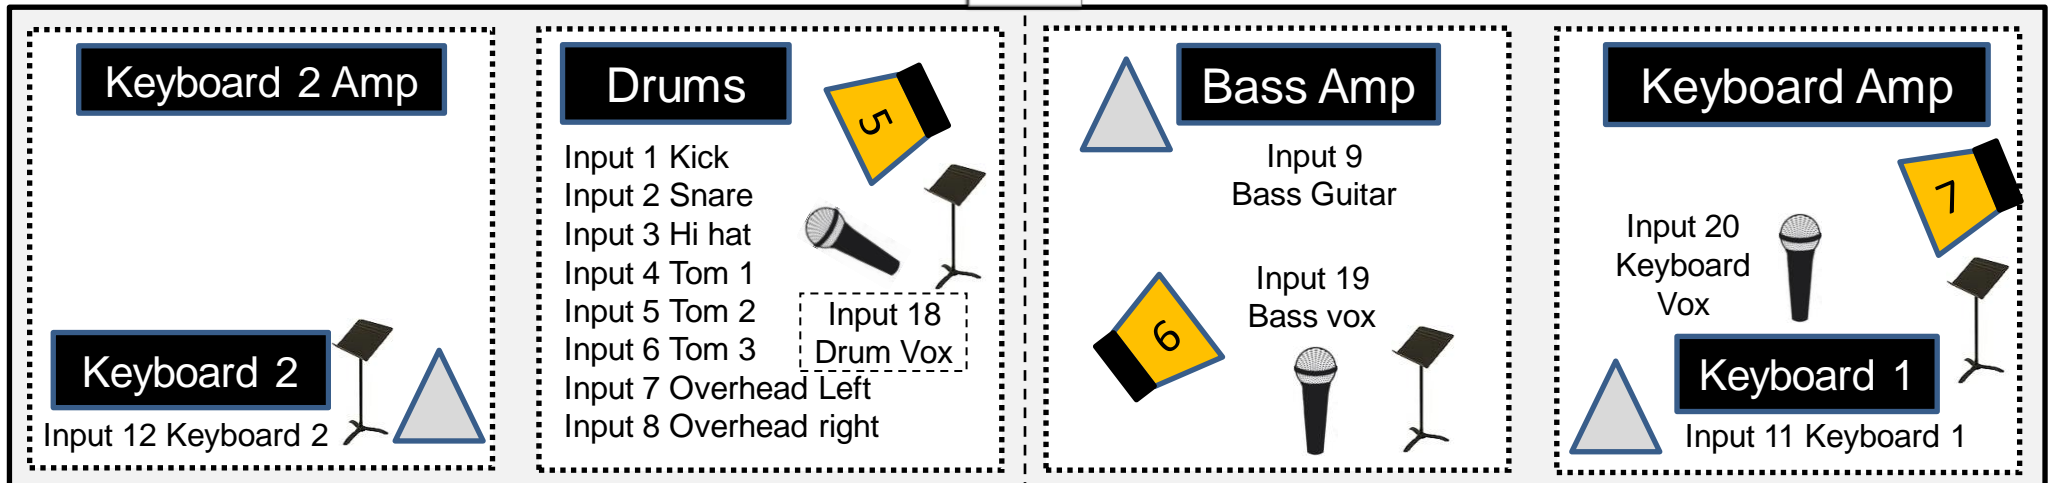 Keyboard 2 Amp
Keyboard 2
Input 12 Keyboard 2
Drums
5
Input 1 Kick
Input 2 Snare
Input 3 Hi hat
Input 4 Tom 1
Input 5 Tom 2
Input 6 Tom 3
Input 7 Overhead Left
Input 8 Overhead right
Input 18
Drum Vox
Bass Amp
Input 9
Bass Guitar
6
Input 19
Bass vox
Keyboard Amp
7
Input 20
Keyboard
Vox
Keyboard 1
Input 11 Keyboard 1